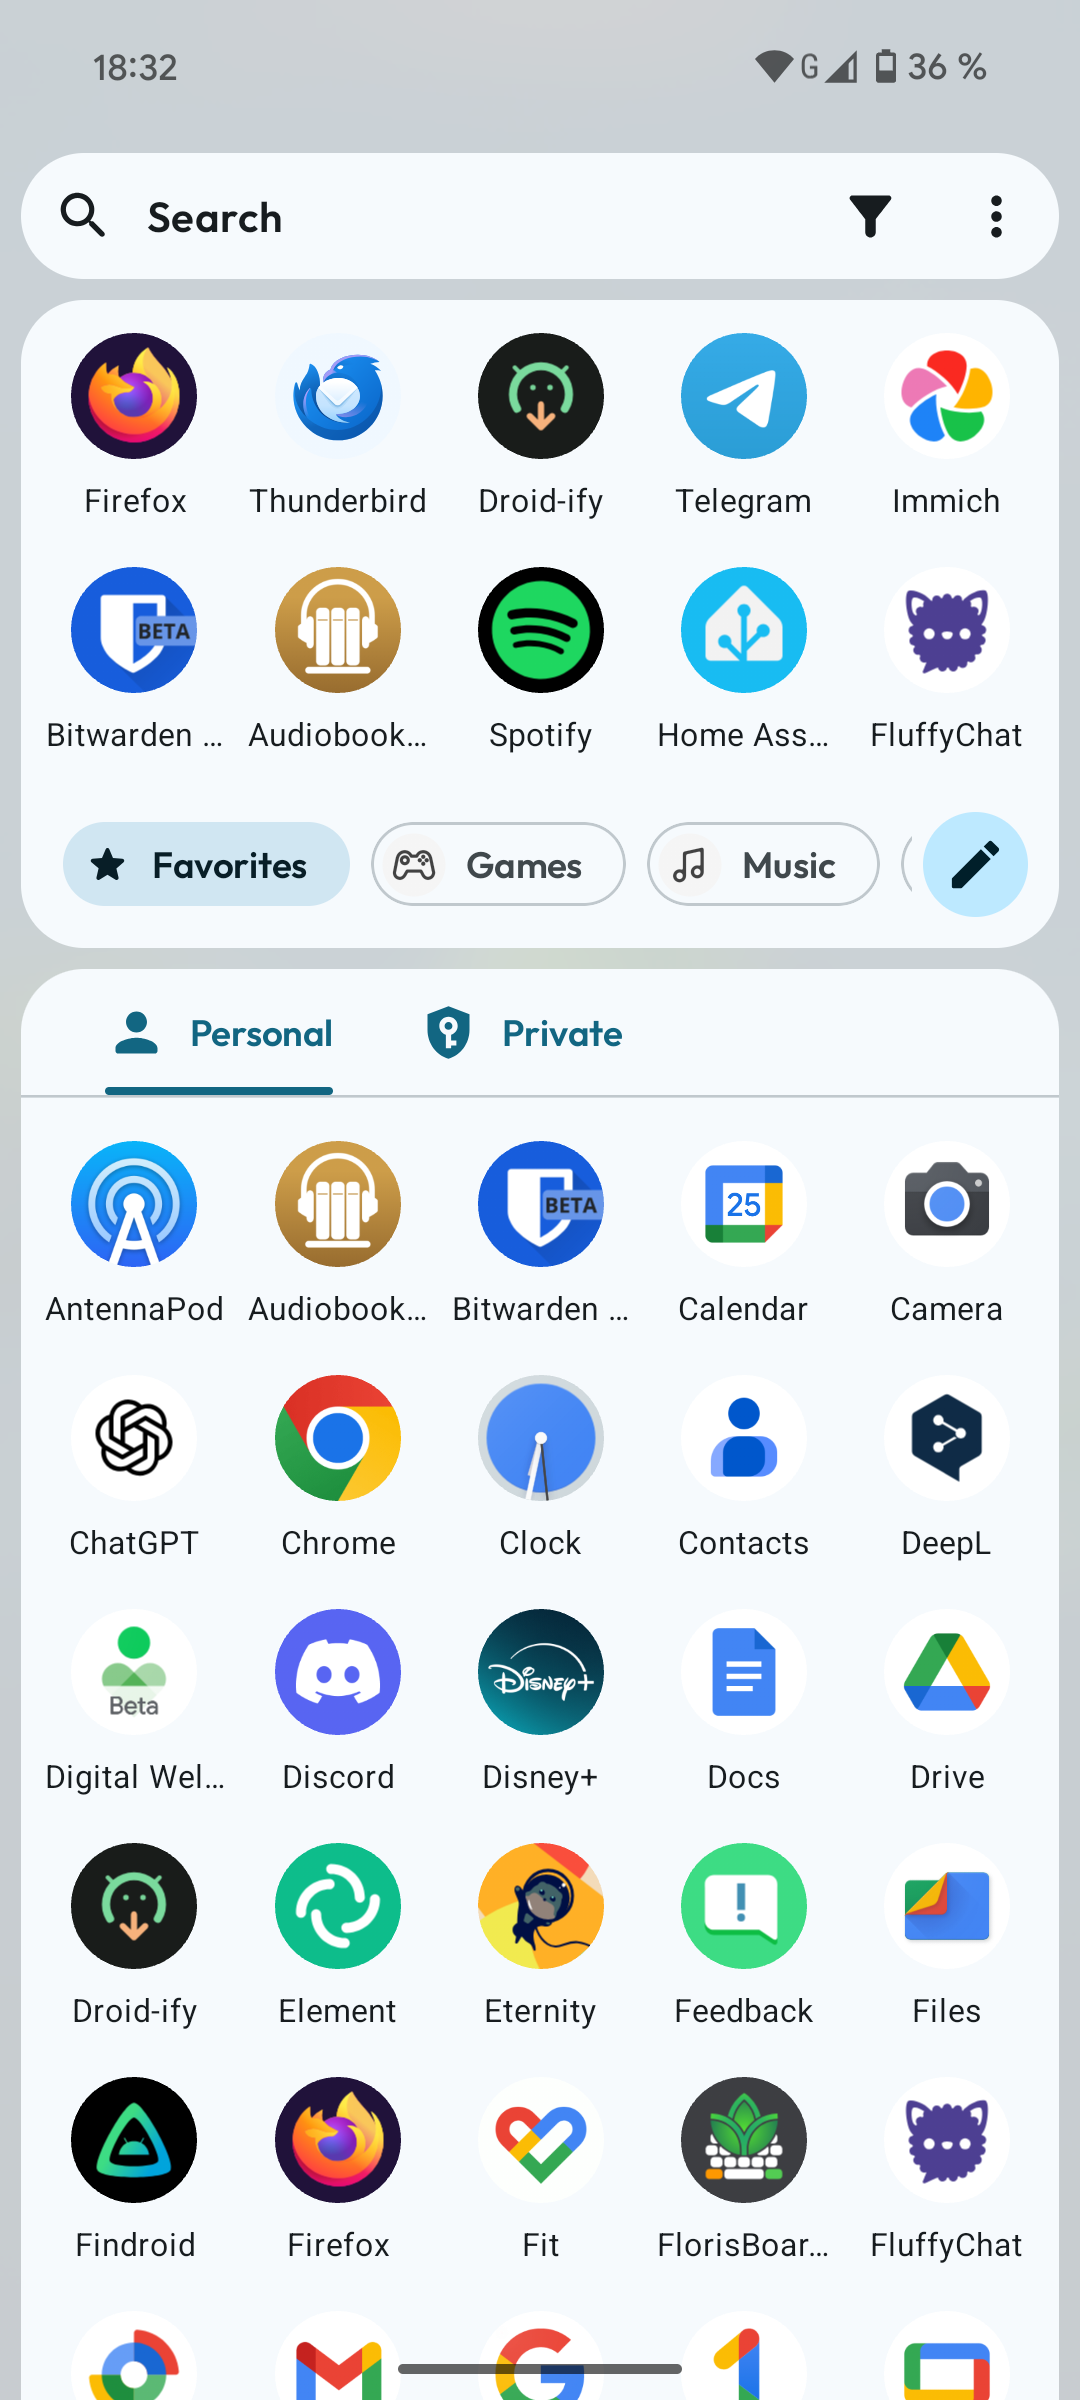 18:32 G 36 %
Search
Firefox Thunderbird Droid-ify Telegram Immich
BETA
Bitwarden ... Audiobook... Spotify Home Ass... FluffyChat
Favorites Games Music
Personal Private
BETA 25
AntennaPod Audiobook... Bitwarden ... Calendar Camera
ChatGPT Chrome Clock Contacts DeepL
Beta Disney+
Digital Wel... Discord Disney+ Docs Drive
Droid-ify Element Eternity Feedback Files
Findroid Firefox Fit FlorisBoar... FluffyChat